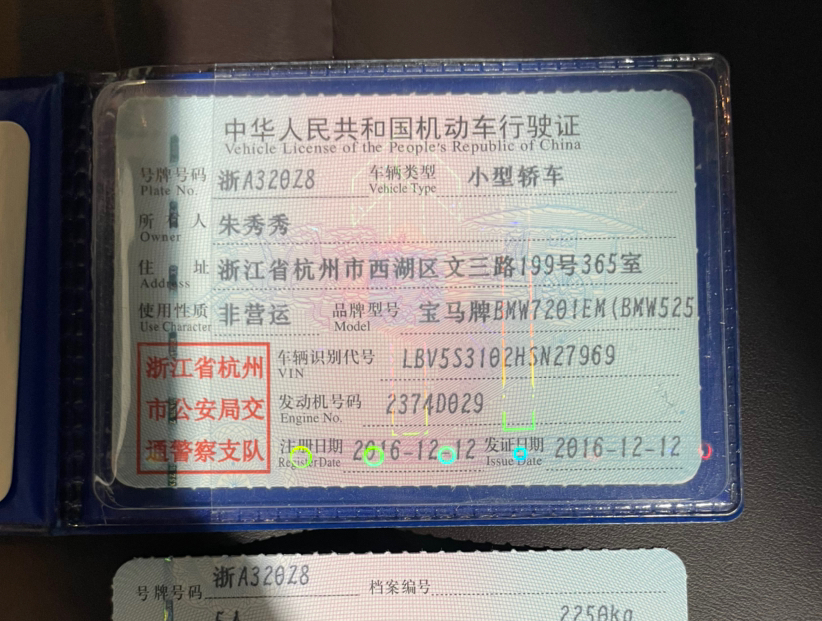 中华人民共和国机动车行驶证
Vehicle License of the People's Republic of China
号牌号码 浙A320Z8 车辆类型 小型轿车
Plate No. Vehicle Type
所有人 朱秀秀
Owner
住址 浙江省杭州市西湖区文三路199号365室
Address
使用性质 非营运 品牌型号 宝马牌BMW7201EM(BMW525
Use Character Model
浙江省杭州
市公安局交
通警察支队
车辆识别代号 LBV5S3102HSN27969
VIN
发动机号码 2374D029
Engine No.
注册日期 2016-12-12 发证日期 2016-12-12
Register Date Issue Date
号牌号码 浙A320Z8 档案编号
2250kg